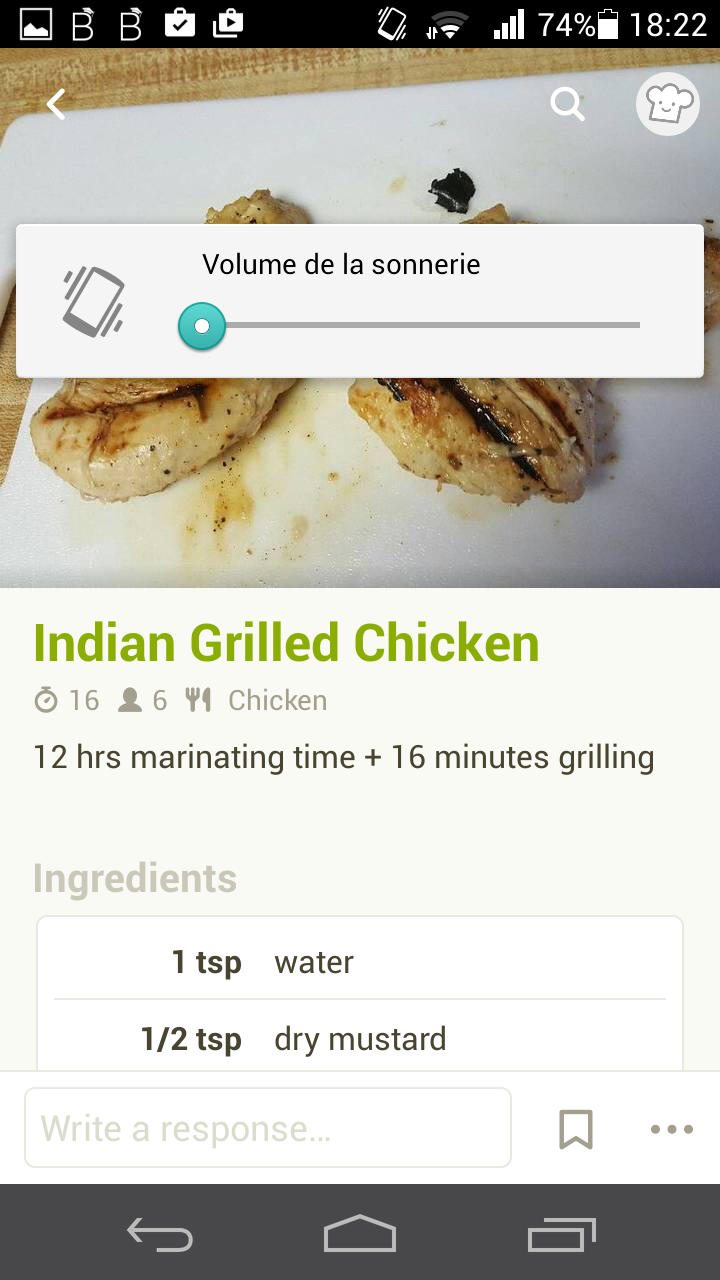 74% 18:22
Volume de la sonnerie
Indian Grilled Chicken
16 6 Chicken
12 hrs marinating time + 16 minutes grilling
Ingredients
1 tsp water
1/2 tsp dry mustard
Write a response...